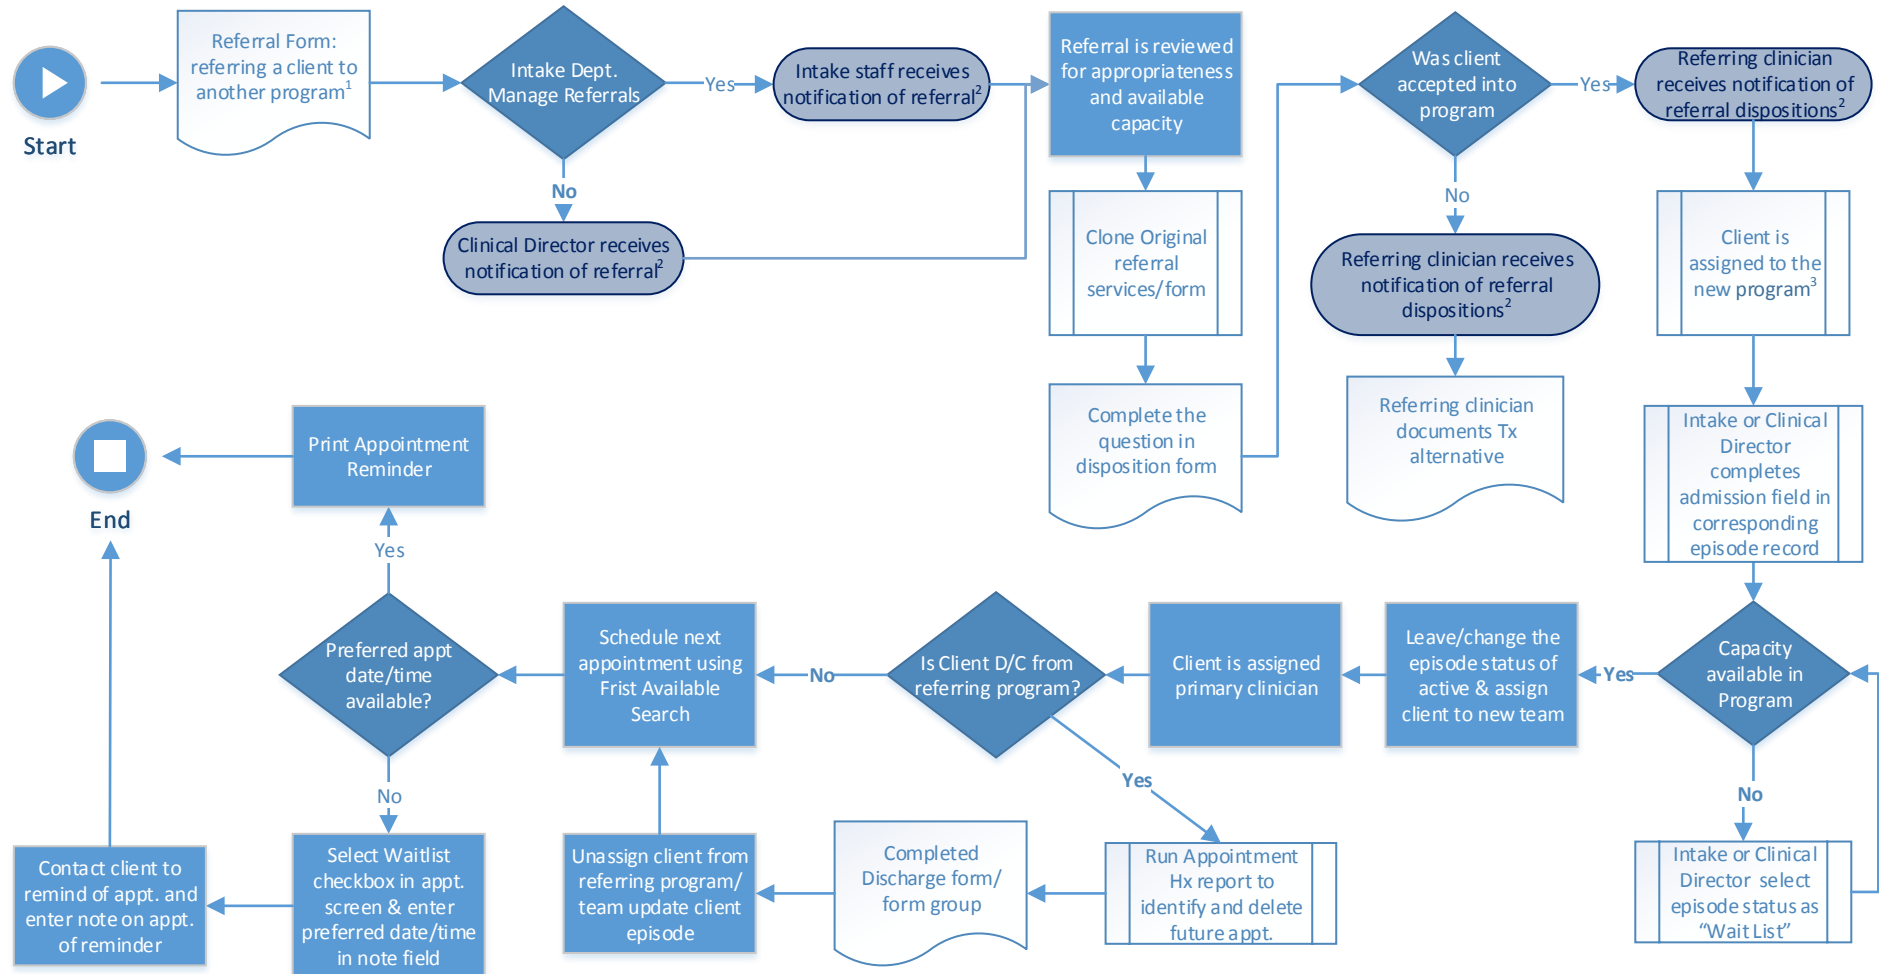 Start
Referral Form:
referring a client to
another program1
Intake Dept.
Manage Referrals
Yes
No
Intake staff receives
notification of referral2
Clinical Director receives
notification of referral2
Referral is reviewed
for appropriateness
and available
capacity
Clone Original
referral
services/form
Complete the
question in
disposition form
Was client
accepted into
program
Yes
No
Referring clinician receives
notification of referral
dispositions2
Referring clinician
documents Tx
alternative
Referring clinician
receives notification of
referral dispositions2
Client is
assigned to the
new program3
Intake or Clinical
Director
completes
admission field in
corresponding
episode record
Capacity
available in
Program
Yes
No
Intake or Clinical
Director select
episode status as
“Wait List”
Leave/change the
episode status of
active & assign
client to new team
Client is assigned
primary clinician
Is Client D/C from
referring program?
No
Yes
Run Appointment
Hx report to
identify and delete
future appt.
Completed
Discharge form/
form group
Unassign client from
referring program/
team update client
episode
Schedule next
appointment using
Frist Available
Search
Preferred appt
date/time
available?
Yes
No
Print Appointment
Reminder
Select Waitlist
checkbox in appt.
screen & enter
preferred date/time
in note field
Contact client to
remind of appt. and
enter note on appt.
of reminder
End